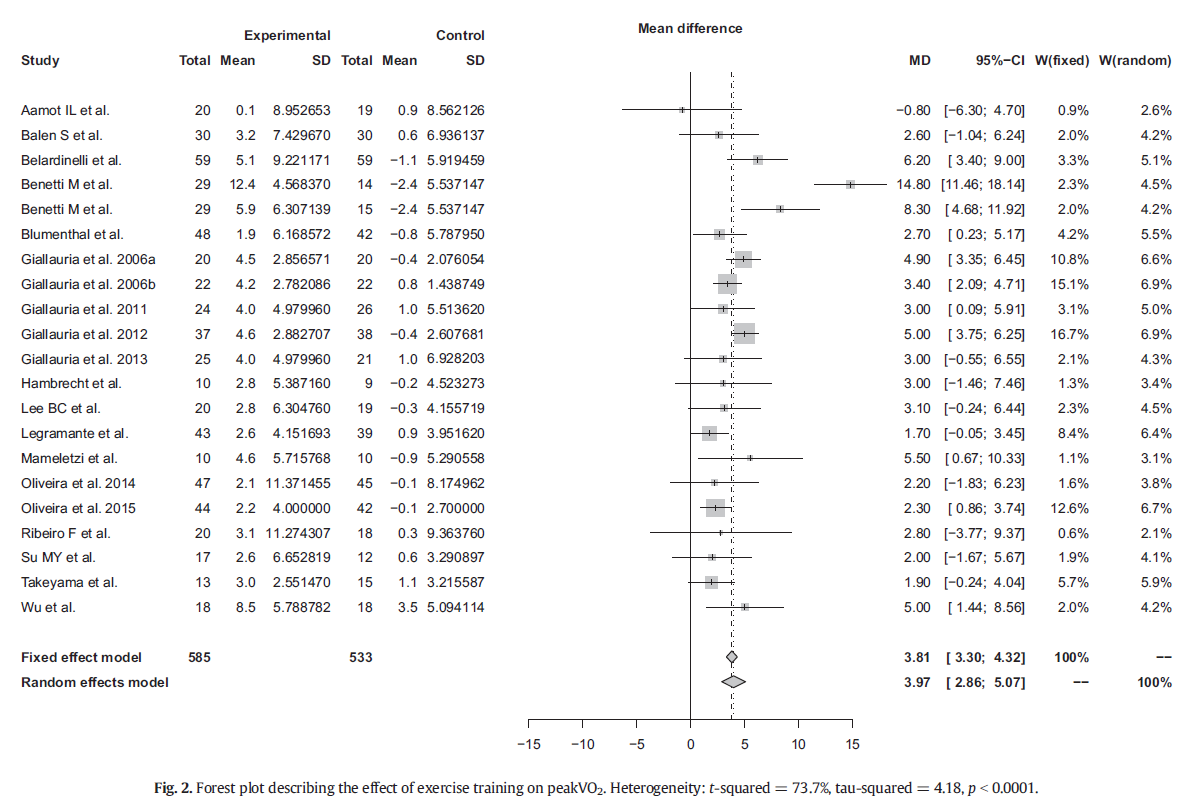 Experimental Control Mean difference
Study Total Mean SD Total Mean SD MD 95%−CI W(fixed) W(random)
Aamot IL et al. 20 0.1 8.952653 19 0.9 8.562126 −0.80 [−6.30; 4.70] 0.9% 2.6%
Balen S et al. 30 3.2 7.429670 30 0.6 6.936137 2.60 [−1.04; 6.24] 2.0% 4.2%
Belardinelli et al. 59 5.1 9.221171 59 −1.1 5.919459 6.20 [ 3.40; 9.00] 3.3% 5.1%
Benetti M et al. 29 12.4 4.568370 14 −2.4 5.537147 14.80 [11.46; 18.14] 2.3% 4.5%
Benetti M et al. 29 5.9 6.307139 15 −2.4 5.537147 8.30 [ 4.68; 11.92] 2.0% 4.2%
Blumenthal et al. 48 1.9 6.168572 42 −0.8 5.787950 2.70 [ 0.23; 5.17] 4.2% 5.5%
Giallauria et al. 2006a 20 4.5 2.856571 20 −0.4 2.076054 4.90 [ 3.35; 6.45] 10.8% 6.6%
Giallauria et al. 2006b 22 4.2 2.782086 22 0.8 1.438749 3.40 [ 2.09; 4.71] 15.1% 6.9%
Giallauria et al. 2011 24 4.0 4.979960 26 1.0 5.513620 3.00 [ 0.09; 5.91] 3.1% 5.0%
Giallauria et al. 2012 37 4.6 2.882707 38 −0.4 2.607681 5.00 [ 3.75; 6.25] 16.7% 6.9%
Giallauria et al. 2013 25 4.0 4.979960 21 1.0 6.928203 3.00 [−0.55; 6.55] 2.1% 4.3%
Hambrecht et al. 10 2.8 5.387160 9 −0.2 4.523273 3.00 [−1.46; 7.46] 1.3% 3.4%
Lee BC et al. 20 2.8 6.304760 19 −0.3 4.155719 3.10 [−0.24; 6.44] 2.3% 4.5%
Legramante et al. 43 2.6 4.151693 39 0.9 3.951620 1.70 [−0.05; 3.45] 8.4% 6.4%
Mameletzi et al. 10 4.6 5.715768 10 −0.9 5.290558 5.50 [ 0.67; 10.33] 1.1% 3.1%
Oliveira et al. 2014 47 2.1 11.371455 45 −0.1 8.174962 2.20 [−1.83; 6.23] 1.6% 3.8%
Oliveira et al. 2015 44 2.2 4.000000 42 −0.1 2.700000 2.30 [ 0.86; 3.74] 12.6% 6.7%
Ribeiro F et al. 20 3.1 11.274307 18 0.3 9.363760 2.80 [−3.77; 9.37] 0.6% 2.1%
Su MY et al. 17 2.6 6.652819 12 0.6 3.290897 2.00 [−1.67; 5.67] 1.9% 4.1%
Takeyama et al. 13 3.0 2.551470 15 1.1 3.215587 1.90 [−0.24; 4.04] 5.7% 5.9%
Wu et al. 18 8.5 5.788782 18 3.5 5.094114 5.00 [ 1.44; 8.56] 2.0% 4.2%
Fixed effect model 585 533 3.81 [ 3.30; 4.32] 100% −−
Random effects model 3.97 [ 2.86; 5.07] −− 100%
−15 −10 −5 0 5 10 15
Fig. 2. Forest plot describing the effect of exercise training on peakVO₂. Heterogeneity: t-squared = 73.7%, tau-squared = 4.18, p < 0.0001.